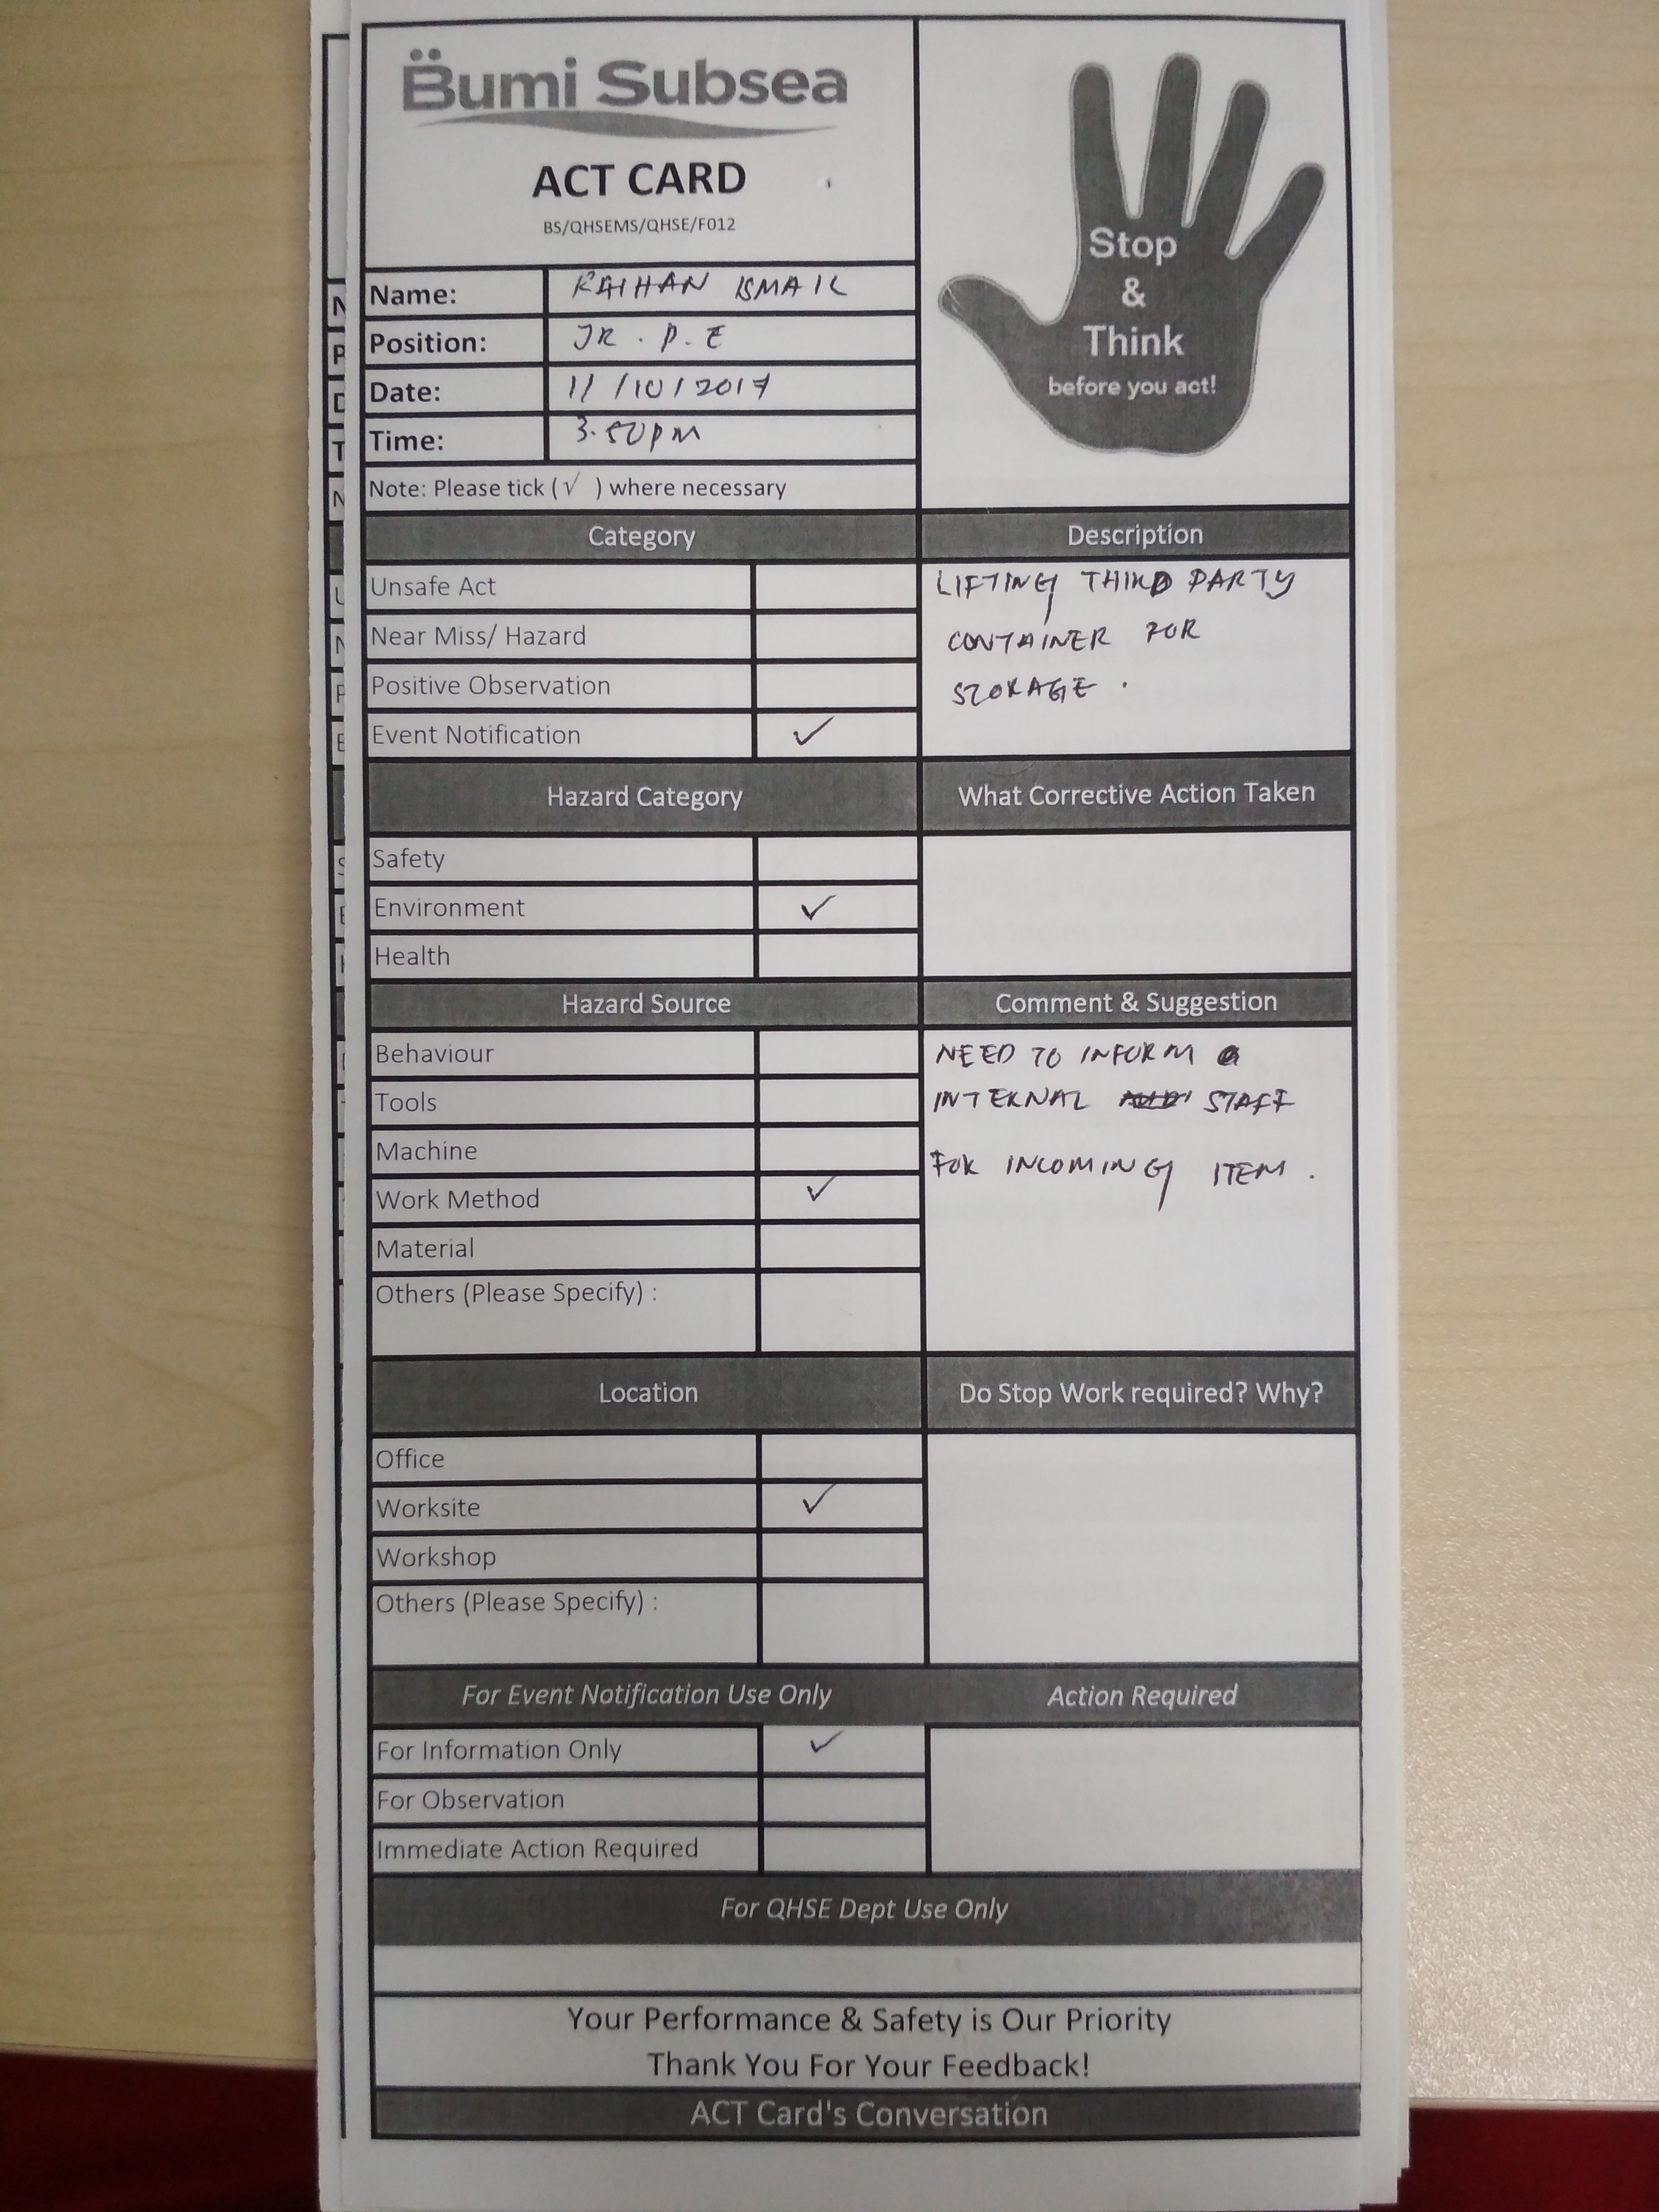 Bumi Subsea
ACT CARD
BS/QHSEMS/QHSE/F012
Stop
&
Think
before you act!
Name: RAIHAN ISMAIL
Position: JR. P.E
Date: 11/10/2017
Time: 3.50PM
Note: Please tick (√ ) where necessary
Category
Description
Unsafe Act
Near Miss/ Hazard
Positive Observation
Event Notification ✓
LIFTING THIRD PARTY
CONTAINER FOR
STORAGE.
Hazard Category
What Corrective Action Taken
Safety
Environment ✓
Health
Hazard Source
Comment & Suggestion
Behaviour
Tools
Machine
Work Method ✓
Material
Others (Please Specify) :
NEED TO INFORM
INTERNAL STAFF
FOR INCOMING ITEM.
Location
Do Stop Work required? Why?
Office
Worksite ✓
Workshop
Others (Please Specify) :
For Event Notification Use Only
Action Required
For Information Only ✓
For Observation
Immediate Action Required
For QHSE Dept Use Only
Your Performance & Safety is Our Priority
Thank You For Your Feedback!
ACT Card's Conversation